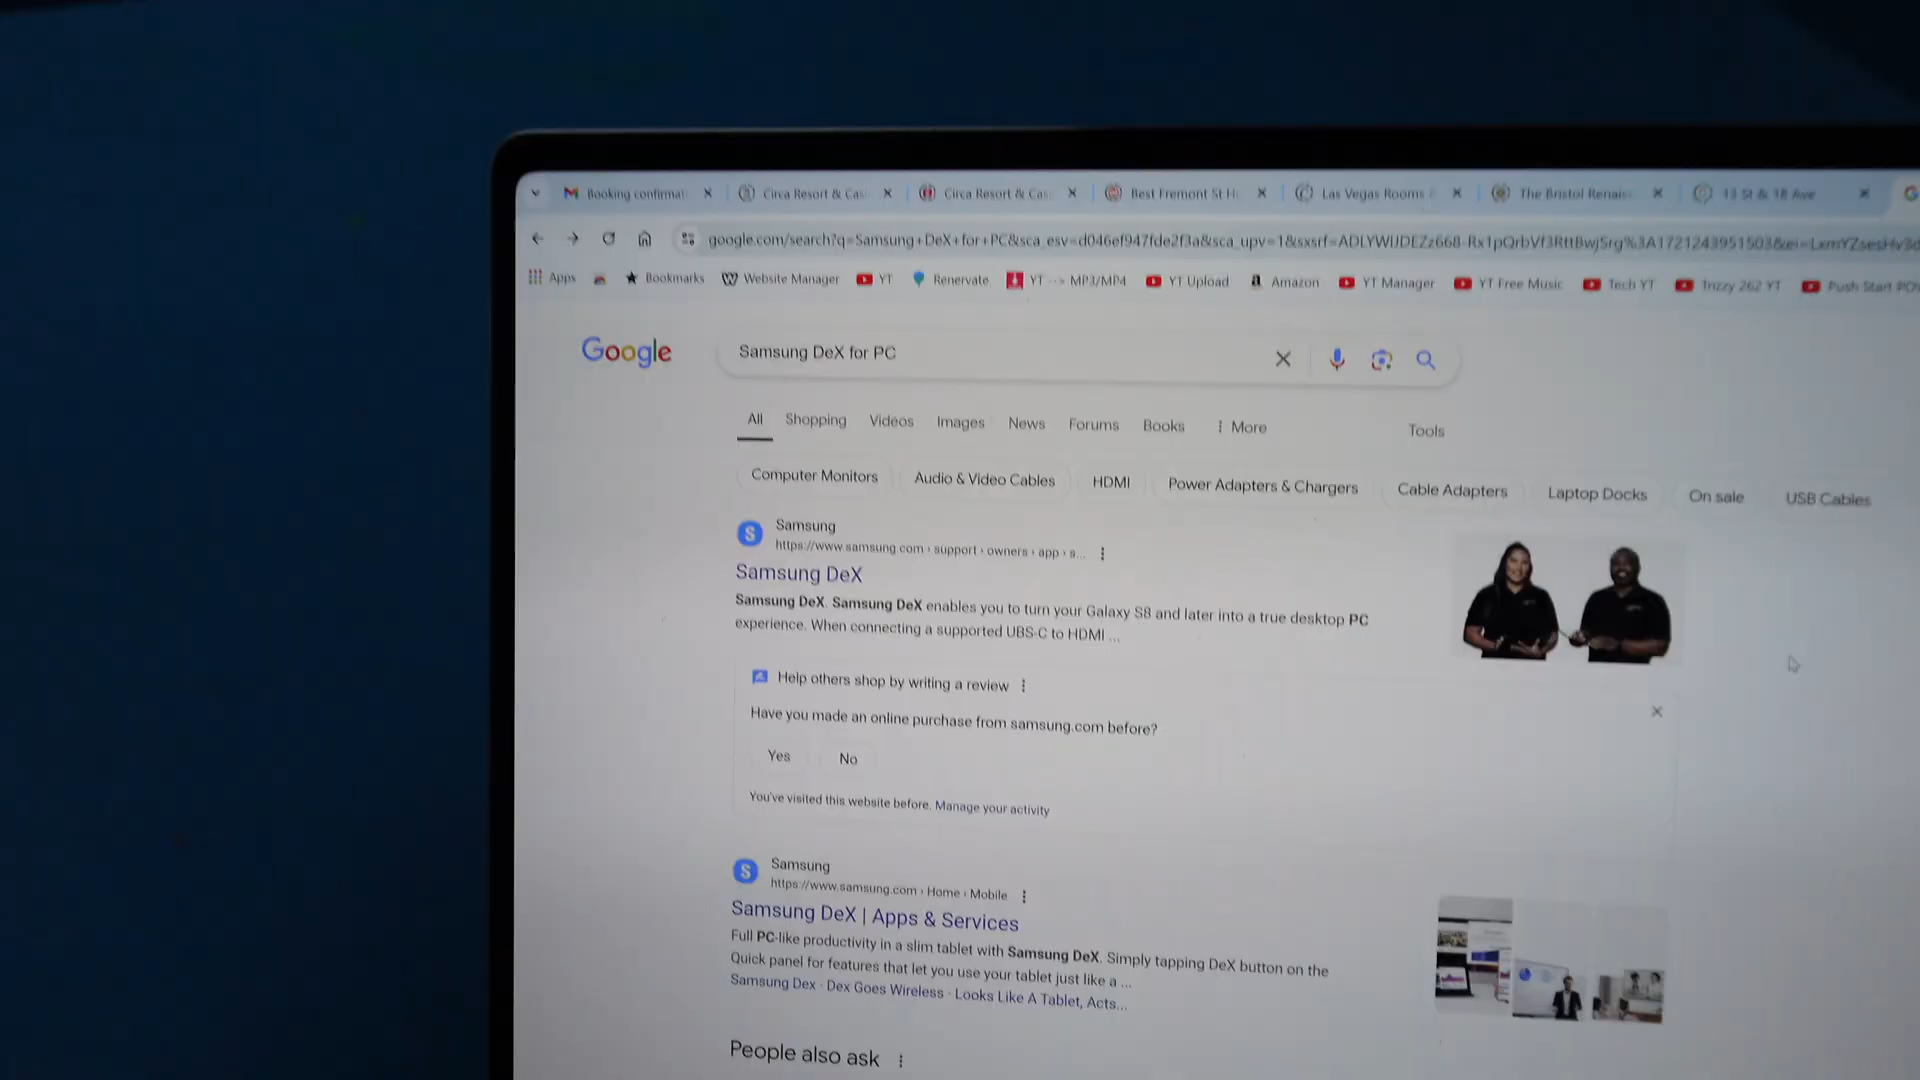 Booking confirmat
Circa Resort & Cas
Circa Resort & Cas
Best Fremont St H
Las Vegas Rooms
The Bristol Renais
13 St & 18 Ave
google.com/search?q=Samsung+DeX+for+PC&sca_esv=d046ef947fde2f3a&sca_upv=1&sxsrf=
Apps
Bookmarks
Website Manager
YT
Renervate
YT --> MP3/MP4
YT Upload
Amazon
YT Manager
YT Free Music
Tech YT
Trizzy 262 YT
Push Start
Google
Samsung DeX for PC
All Shopping Videos Images News Forums Books More Tools
Computer Monitors Audio & Video Cables HDMI Power Adapters & Chargers Cable Adapters Laptop Docks On sale USB Cables
Samsung
https://www.samsung.com › support › owners › app › s...
Samsung DeX
Samsung DeX. Samsung DeX enables you to turn your Galaxy S8 and later into a true desktop PC
experience. When connecting a supported UBS-C to HDMI ...
Help others shop by writing a review
Have you made an online purchase from samsung.com before?
Yes No
You've visited this website before. Manage your activity
Samsung
https://www.samsung.com › Home › Mobile
Samsung DeX | Apps & Services
Full PC-like productivity in a slim tablet with Samsung DeX. Simply tapping DeX button on the
Quick panel for features that let you use your tablet just like a ...
Samsung Dex · Dex Goes Wireless · Looks Like A Tablet, Acts...
People also ask